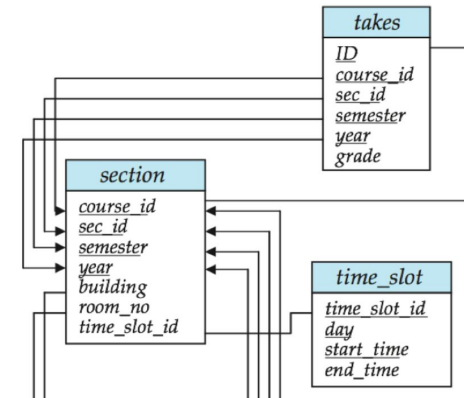 takes
ID
course_id
sec_id
semester
year
grade
section
course_id
sec_id
semester
year
building
room_no
time_slot_id
time_slot
time_slot_id
day
start_time
end_time